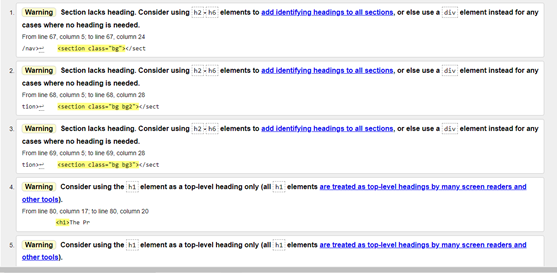 1. Warning Section lacks heading. Consider using h2-h6 elements to add identifying headings to all sections, or else use a div element instead for any
cases where no heading is needed.
From line 67, column 5; to line 67, column 24
/nav>↩ <section class="bg"></sect
2. Warning Section lacks heading. Consider using h2-h6 elements to add identifying headings to all sections, or else use a div element instead for any
cases where no heading is needed.
From line 68, column 5; to line 68, column 28
tion>↩ <section class="bg bg2"></sect
3. Warning Section lacks heading. Consider using h2-h6 elements to add identifying headings to all sections, or else use a div element instead for any
cases where no heading is needed.
From line 69, column 5; to line 69, column 28
tion>↩ <section class="bg bg3"></sect
4. Warning Consider using the h1 element as a top-level heading only (all h1 elements are treated as top-level headings by many screen readers and
other tools).
From line 80, column 17; to line 80, column 20
<h1>The Pr
5. Warning Consider using the h1 element as a top-level heading only (all h1 elements are treated as top-level headings by many screen readers and
other tools).